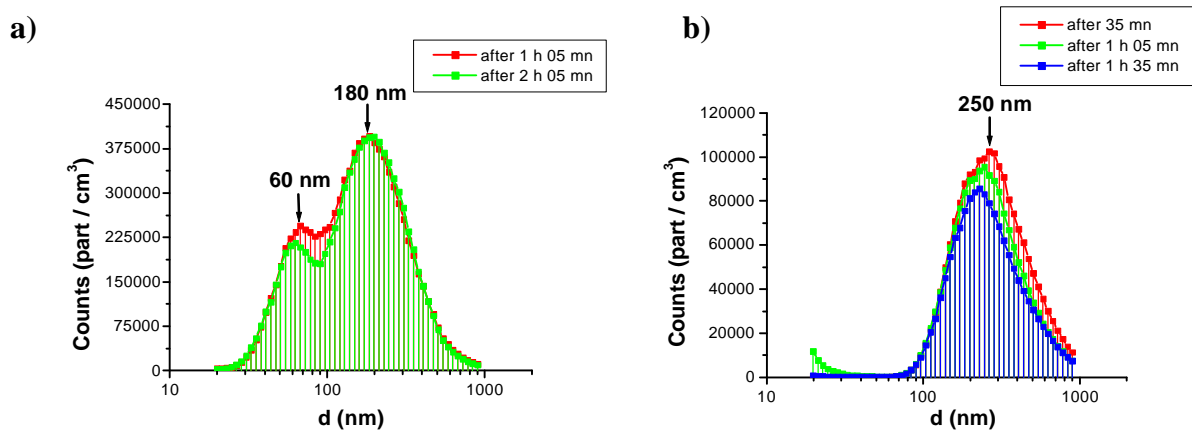 a)
after 1 h 05 mn
after 2 h 05 mn
180 nm
60 nm
450000
375000
300000
225000
150000
75000
0
Counts (part / cm³)
10
100
1000
d (nm)
b)
after 35 mn
after 1 h 05 mn
after 1 h 35 mn
250 nm
120000
100000
80000
60000
40000
20000
0
Counts (part / cm³)
10
100
1000
d (nm)